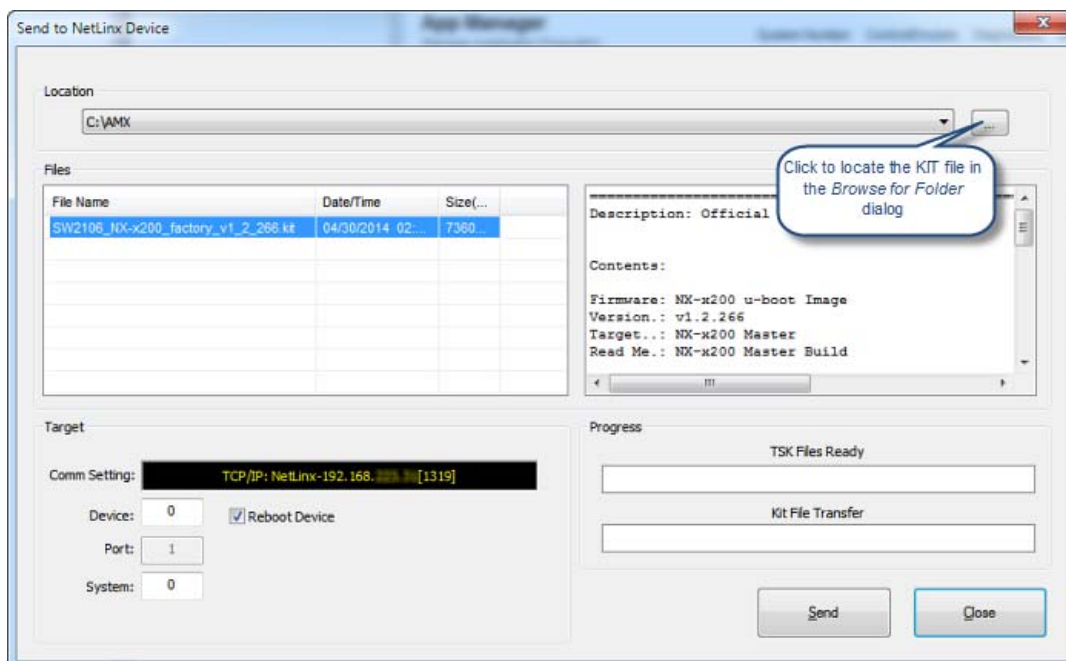 App Manager
Send to NetLinx Device
Location
C:\AMX
...
Click to locate the KIT file in
the Browse for Folder
dialog
Files
File Name Date/Time Size(...
SW2106_NX-x200_factory_v1_2_266.kit 04/30/2014 02:... 7360...
Description: Official
Contents:
Firmware: NX-x200 u-boot Image
Version.: v1.2.266
Target..: NX-x200 Master
Read Me.: NX-x200 Master Build
Target
Comm Setting: TCP/IP: NetLinx-192.168. [1319]
Device: 0 Reboot Device
Port: 1
System: 0
Progress
TSK Files Ready
Kit File Transfer
Send Close